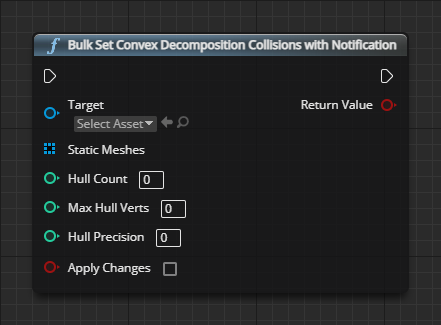 f Bulk Set Convex Decomposition Collisions with Notification
Target
Return Value
Select Asset
Static Meshes
Hull Count 0
Max Hull Verts 0
Hull Precision 0
Apply Changes